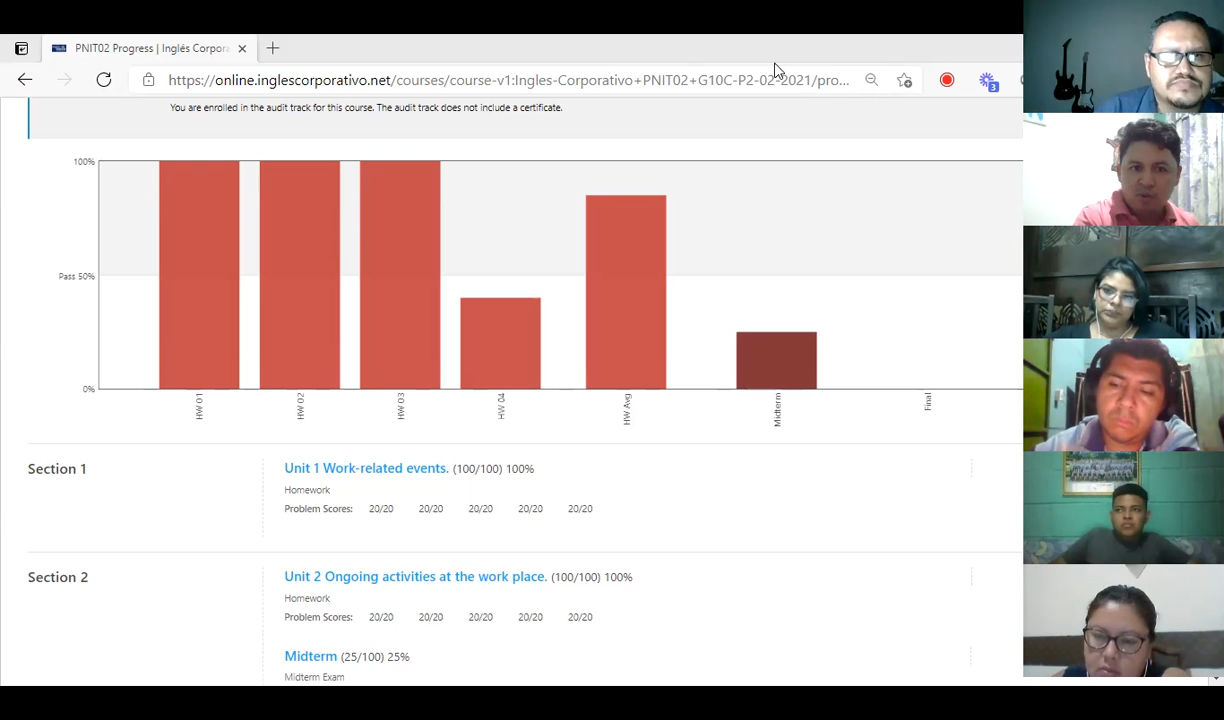 PNIT02 Progress | Inglés Corpora
https://online.inglescorporativo.net/courses/course-v1:Ingles-Corporativo+PNIT02+G10C-P2-02-2021/pro...
3
You are enrolled in the audit track for this course. The audit track does not include a certificate.
100%
Pass 50%
0%
HW 01
HW 02
HW 03
HW 04
HW Avg
Midterm
Final
Section 1
Unit 1 Work-related events. (100/100) 100%
Homework
Problem Scores: 20/20 20/20 20/20 20/20 20/20
Section 2
Unit 2 Ongoing activities at the work place. (100/100) 100%
Homework
Problem Scores: 20/20 20/20 20/20 20/20 20/20
Midterm (25/100) 25%
Midterm Exam